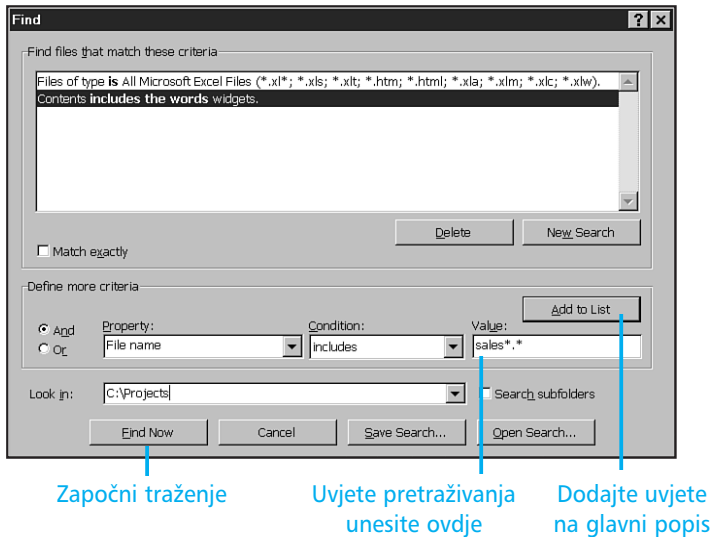 Find
Find files that match these criteria
Files of type is All Microsoft Excel Files (*.xl*; *.xls; *.xlt; *.htm; *.html; *.xla; *.xlm; *.xlc; *.xlw).
Contents includes the words widgets.
Delete
New Search
Match exactly
Define more criteria
Add to List
And
Or
Property:
File name
Condition:
includes
Value:
sales*.*
Look in:
C:\Projects
Search subfolders
Find Now
Cancel
Save Search...
Open Search...
Započni traženje
Uvjete pretraživanja
unesite ovdje
Dodajte uvjete
na glavni popis